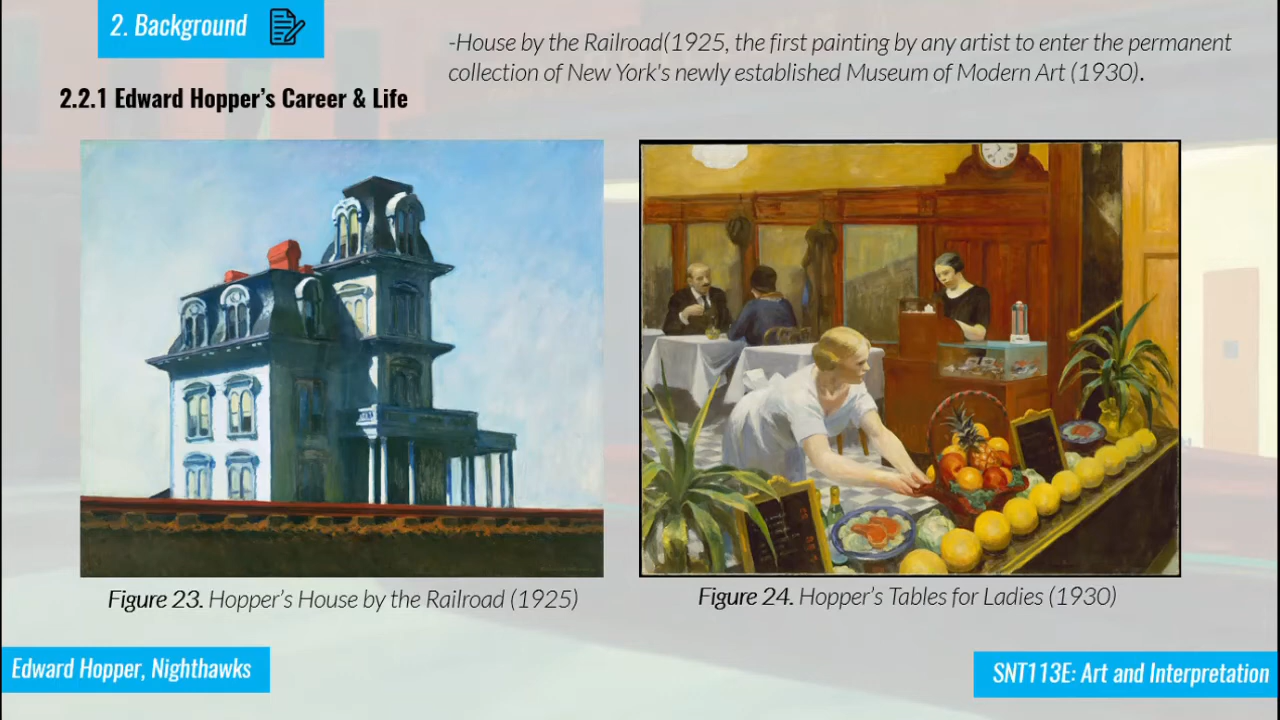 2. Background
-House by the Railroad(1925, the first painting by any artist to enter the permanent
collection of New York's newly established Museum of Modern Art (1930).
2.2.1 Edward Hopper's Career & Life
Figure 23. Hopper's House by the Railroad (1925)
Figure 24. Hopper's Tables for Ladies (1930)
Edward Hopper, Nighthawks
SNT113E: Art and Interpretation